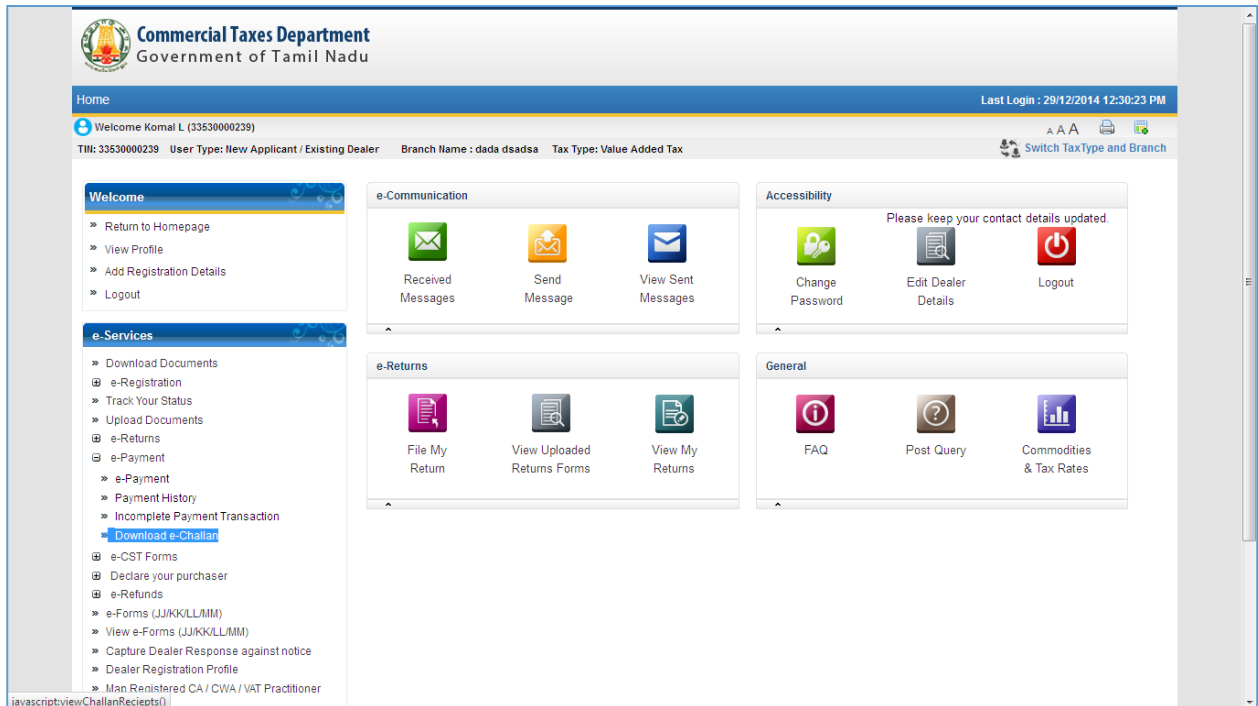 Commercial Taxes Department
Government of Tamil Nadu
Home
Last Login : 29/12/2014 12:30:23 PM
Welcome Komal L (33530000239)
A A A
TIN: 33530000239 User Type: New Applicant / Existing Dealer Branch Name : dada dsadsa Tax Type: Value Added Tax
Switch TaxType and Branch
Welcome
» Return to Homepage
» View Profile
» Add Registration Details
» Logout
e-Services
» Download Documents
e-Registration
» Track Your Status
» Upload Documents
e-Returns
e-Payment
» e-Payment
» Payment History
» Incomplete Payment Transaction
» Download e-Challan
e-CST Forms
Declare your purchaser
e-Refunds
» e-Forms (JJ/KK/LL/MM)
» View e-Forms (JJ/KK/LL/MM)
» Capture Dealer Response against notice
» Dealer Registration Profile
» Map Registered CA / CWA / VAT Practitioner
javascript:viewChallanReciepts()
e-Communication
Received
Messages
Send
Message
View Sent
Messages
Accessibility
Please keep your contact details updated.
Change
Password
Edit Dealer
Details
Logout
e-Returns
File My
Return
View Uploaded
Returns Forms
View My
Returns
General
FAQ
Post Query
Commodities
& Tax Rates